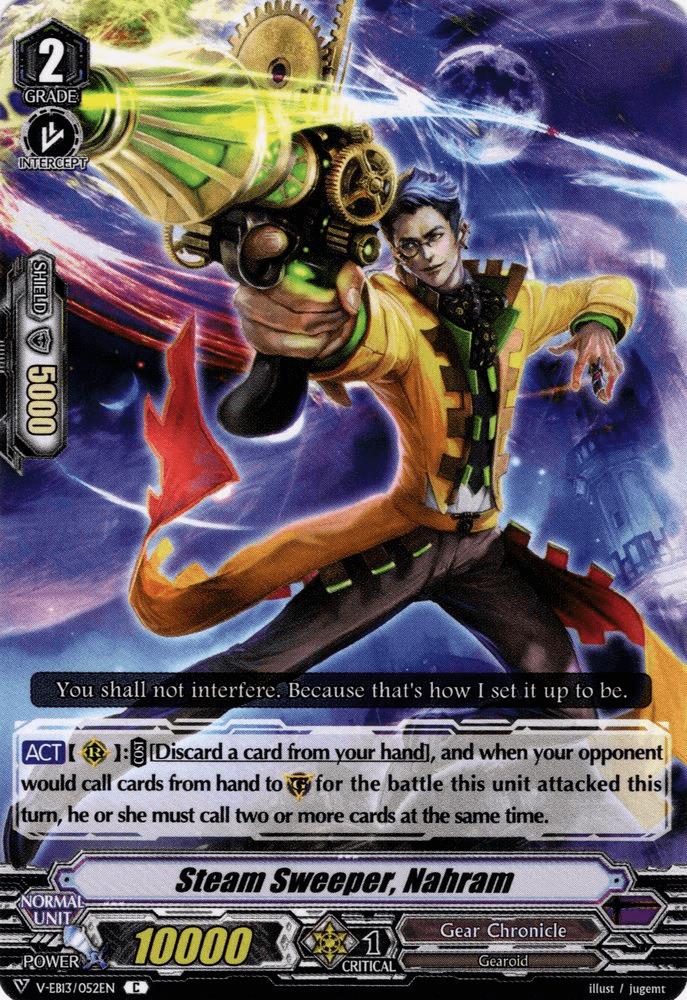 2
GRADE
INTERCEPT
SHIELD
5000
You shall not interfere. Because that's how I set it up to be.
ACT【 R 】:COST[Discard a card from your hand], and when your opponent
would call cards from hand to G for the battle this unit attacked this
turn, he or she must call two or more cards at the same time.
Steam Sweeper, Nahram
NORMAL
UNIT
POWER 10000 1 CRITICAL
Gear Chronicle
Gearoid
V-EB13/052EN C illust / jugemt